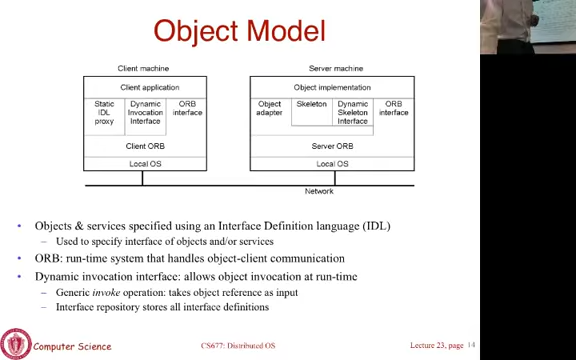 Object Model
Client machine
Server machine
Client application
Object implementation
Static IDL proxy
Dynamic Invocation Interface
ORB interface
Object adapter
Skeleton
Dynamic Skeleton Interface
ORB interface
Client ORB
Server ORB
Local OS
Local OS
Network
• Objects & services specified using an Interface Definition language (IDL)
– Used to specify interface of objects and/or services
• ORB: run-time system that handles object-client communication
• Dynamic invocation interface: allows object invocation at run-time
– Generic invoke operation: takes object reference as input
– Interface repository stores all interface definitions
Computer Science
CS677: Distributed OS
Lecture 23, page 14